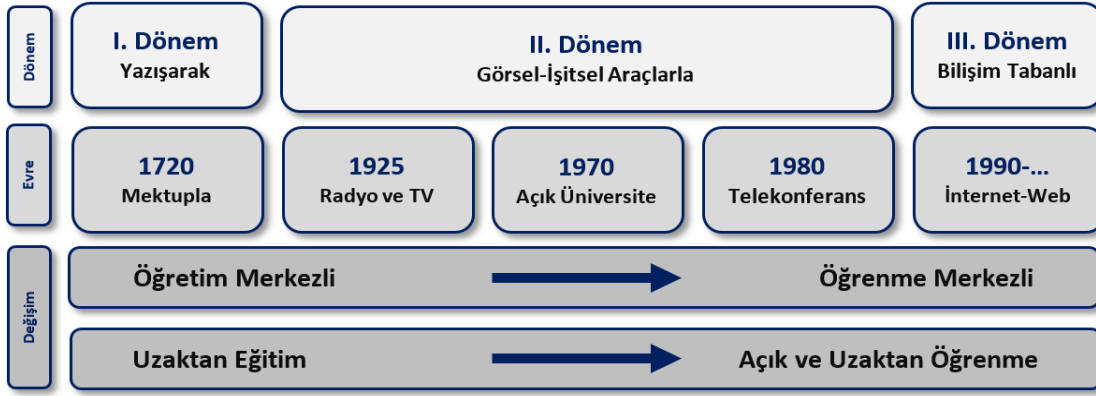 Dönem
I. Dönem
Yazışarak
II. Dönem
Görsel-İşitsel Araçlarla
III. Dönem
Bilişim Tabanlı
Evre
1720
Mektupla
1925
Radyo ve TV
1970
Açık Üniversite
1980
Telekonferans
1990-...
İnternet-Web
Değişim
Öğretim Merkezli
Öğrenme Merkezli
Uzaktan Eğitim
Açık ve Uzaktan Öğrenme